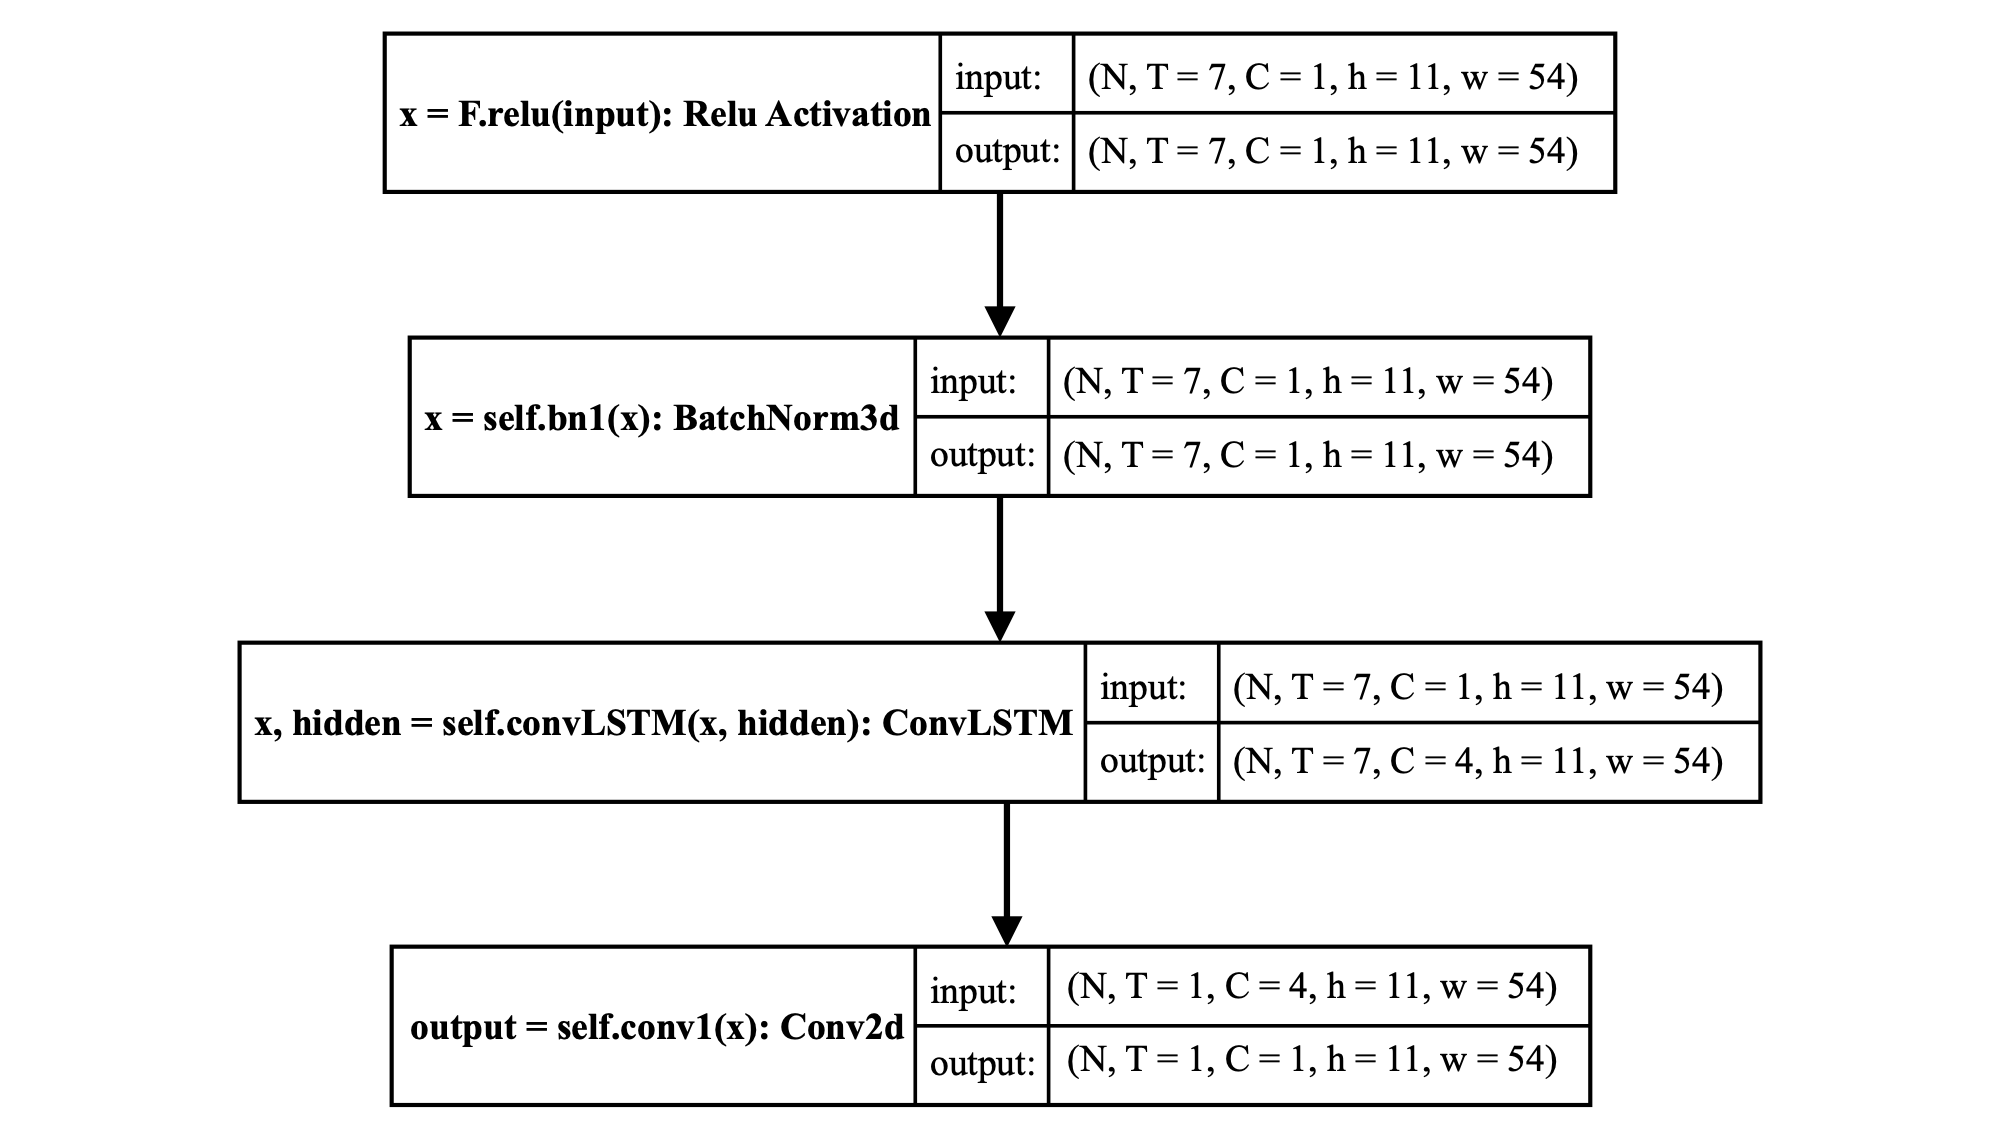 x = F.relu(input): Relu Activation
input:
(N, T = 7, C = 1, h = 11, w = 54)
output:
(N, T = 7, C = 1, h = 11, w = 54)
x = self.bn1(x): BatchNorm3d
input:
(N, T = 7, C = 1, h = 11, w = 54)
output:
(N, T = 7, C = 1, h = 11, w = 54)
x, hidden = self.convLSTM(x, hidden): ConvLSTM
input:
(N, T = 7, C = 1, h = 11, w = 54)
output:
(N, T = 7, C = 4, h = 11, w = 54)
output = self.conv1(x): Conv2d
input:
(N, T = 1, C = 4, h = 11, w = 54)
output:
(N, T = 1, C = 1, h = 11, w = 54)